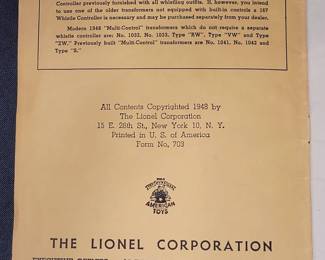 Controller previously furnished with all whistling outfits. If, however, you intend
to use one of the older transformers not equipped with built-in controls a 167
Whistle Controller is necessary and may be purchased separately from your dealer.
Modern 1948 "Multi-Control" transformers which do not require a separate
whistle controller are: No. 1032, No. 1033, Type "RW", Type "VW" and Type
"ZW." Previously built "Multi-Control" transformers are No. 1041, No. 1042 and
Type "S."
All Contents Copyrighted 1948 by
The Lionel Corporation
15 E. 26th St., New York 10, N. Y.
Printed in U. S. of America
Form No, 703
AMERICAN
TOYS
THE LIONEL CORPORATION